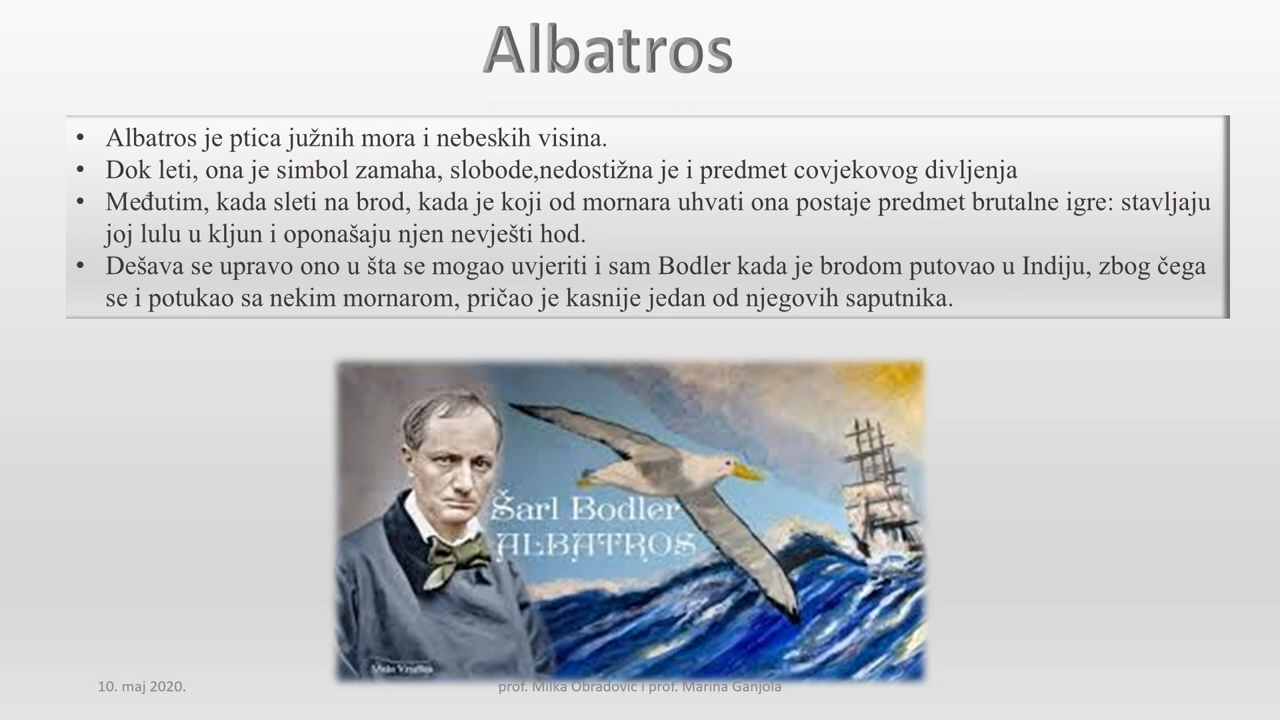 Albatros
• Albatros je ptica južnih mora i nebeskih visina.
• Dok leti, ona je simbol zamaha, slobode,nedostižna je i predmet covjekovog divljenja
• Međutim, kada sleti na brod, kada je koji od mornara uhvati ona postaje predmet brutalne igre: stavljaju
joj lulu u kljun i oponašaju njen nevješti hod.
• Dešava se upravo ono u šta se mogao uvjeriti i sam Bodler kada je brodom putovao u Indiju, zbog čega
se i potukao sa nekim mornarom, pričao je kasnije jedan od njegovih saputnika.
Šarl Bodler
ALBATROS
10. maj 2020.
prof. Milka Obradović i prof. Marina Ganjola